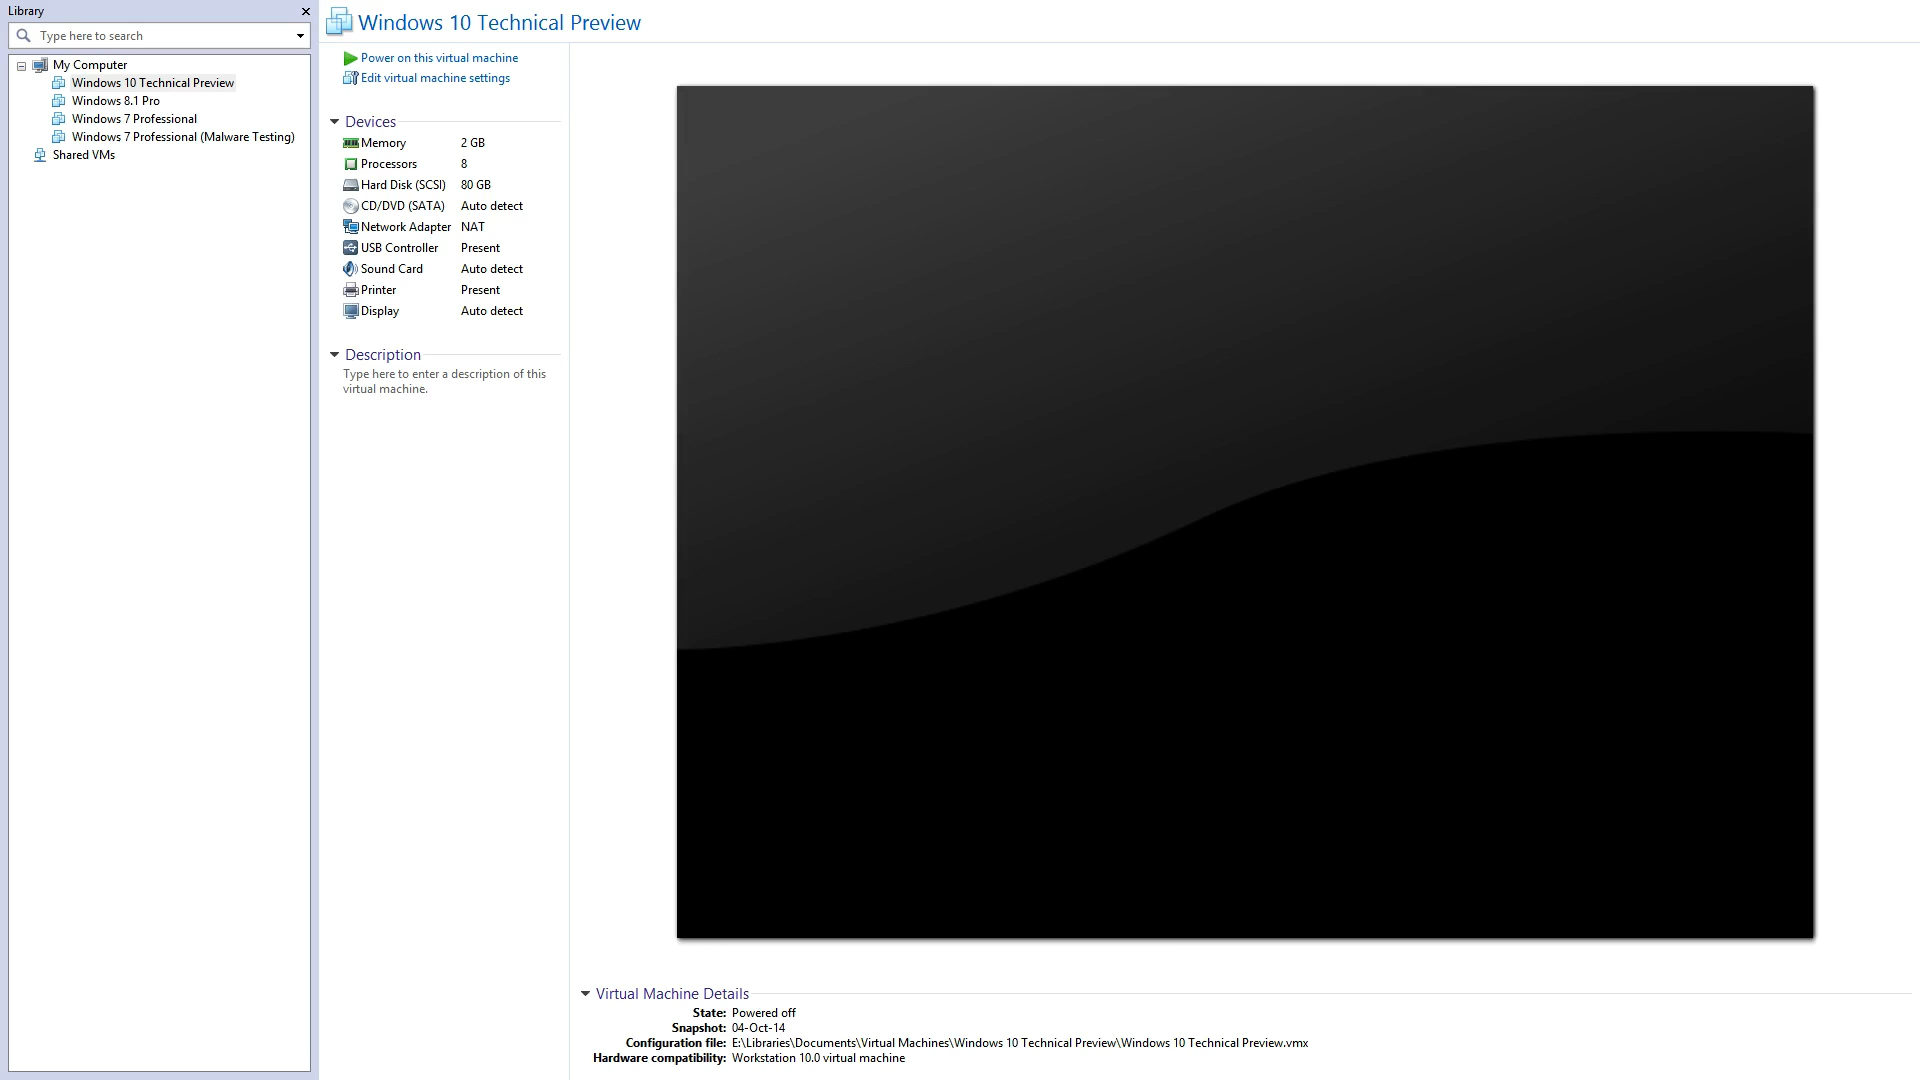 Library
Type here to search
My Computer
Windows 10 Technical Preview
Windows 8.1 Pro
Windows 7 Professional
Windows 7 Professional (Malware Testing)
Shared VMs
Windows 10 Technical Preview
Power on this virtual machine
Edit virtual machine settings
Devices
Memory 2 GB
Processors 8
Hard Disk (SCSI) 80 GB
CD/DVD (SATA) Auto detect
Network Adapter NAT
USB Controller Present
Sound Card Auto detect
Printer Present
Display Auto detect
Description
Type here to enter a description of this
virtual machine.
Virtual Machine Details
State: Powered off
Snapshot: 04-Oct-14
Configuration file: E:\Libraries\Documents\Virtual Machines\Windows 10 Technical Preview\Windows 10 Technical Preview.vmx
Hardware compatibility: Workstation 10.0 virtual machine